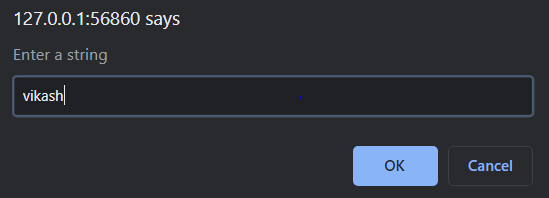 127.0.0.1:56860 says
Enter a string
vikash
OK Cancel